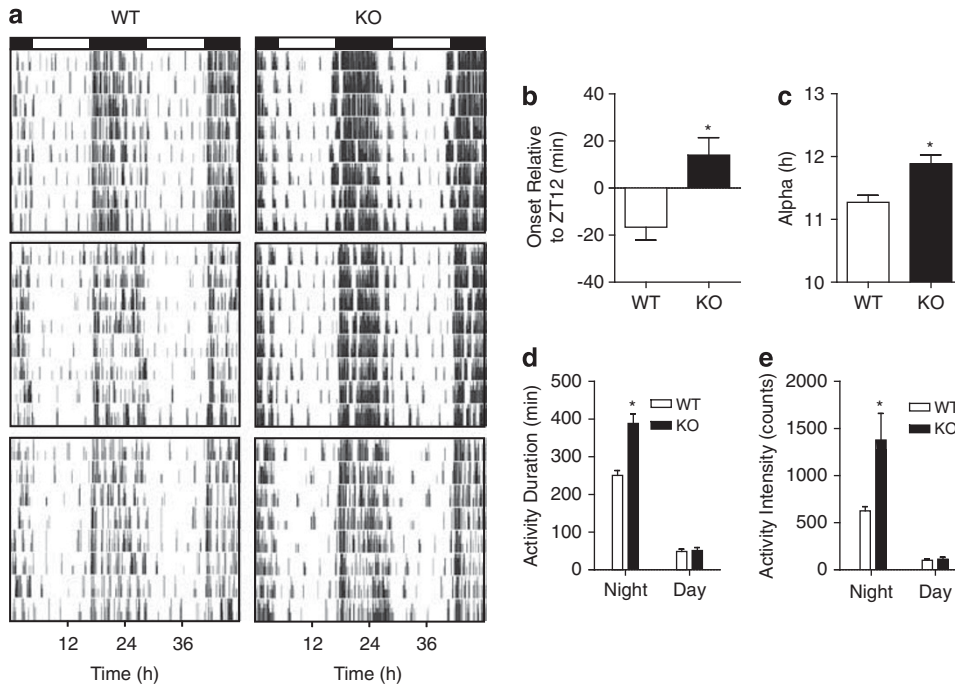 a
WT
KO
12
24
36
Time (h)
12
24
36
Time (h)
b
Onset Relative
to ZT12 (min)
40
20
0
-20
-40
*
WT
KO
c
Alpha (h)
13
12
11
10
*
WT
KO
d
Activity Duration (min)
500
400
300
200
100
0
*
WT
KO
Night
Day
e
Activity Intensity (counts)
2000
1500
1000
500
0
*
WT
KO
Night
Day